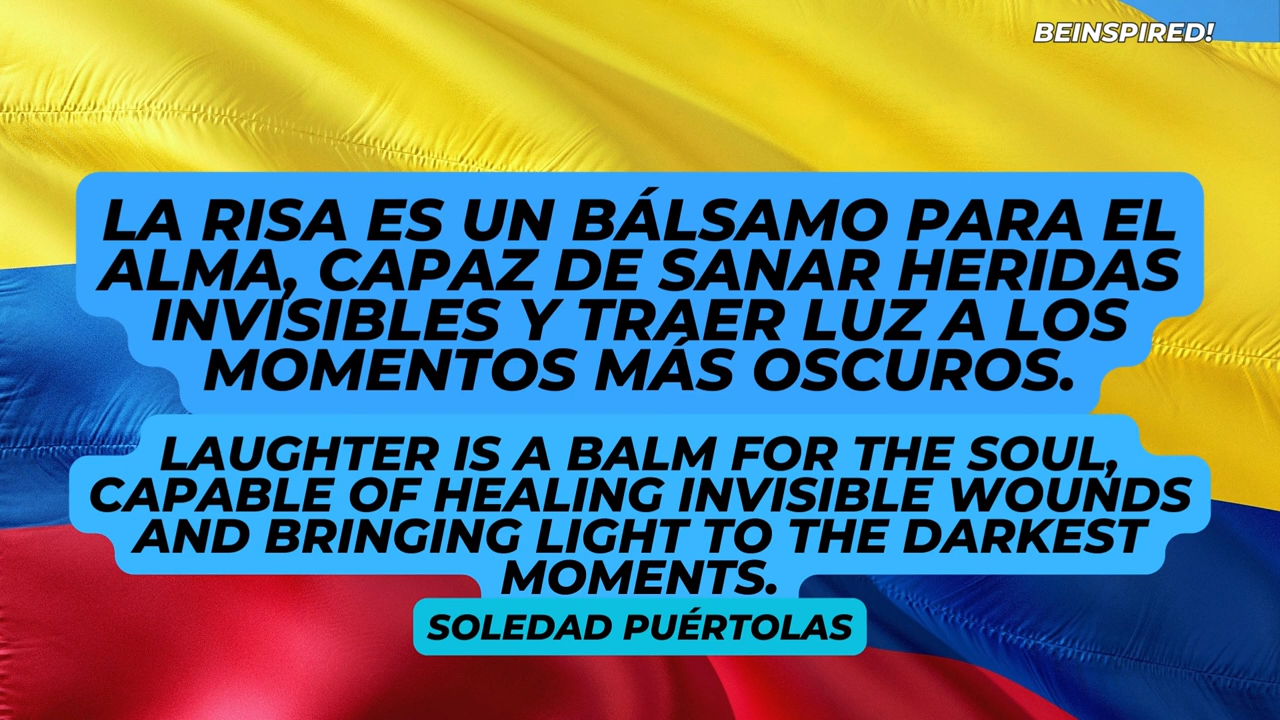 BEINSPIRED!
LA RISA ES UN BÁLSAMO PARA EL
ALMA, CAPAZ DE SANAR HERIDAS
INVISIBLES Y TRAER LUZ A LOS
MOMENTOS MÁS OSCUROS.
LAUGHTER IS A BALM FOR THE SOUL,
CAPABLE OF HEALING INVISIBLE WOUNDS
AND BRINGING LIGHT TO THE DARKEST
MOMENTS.
SOLEDAD PUÉRTOLAS